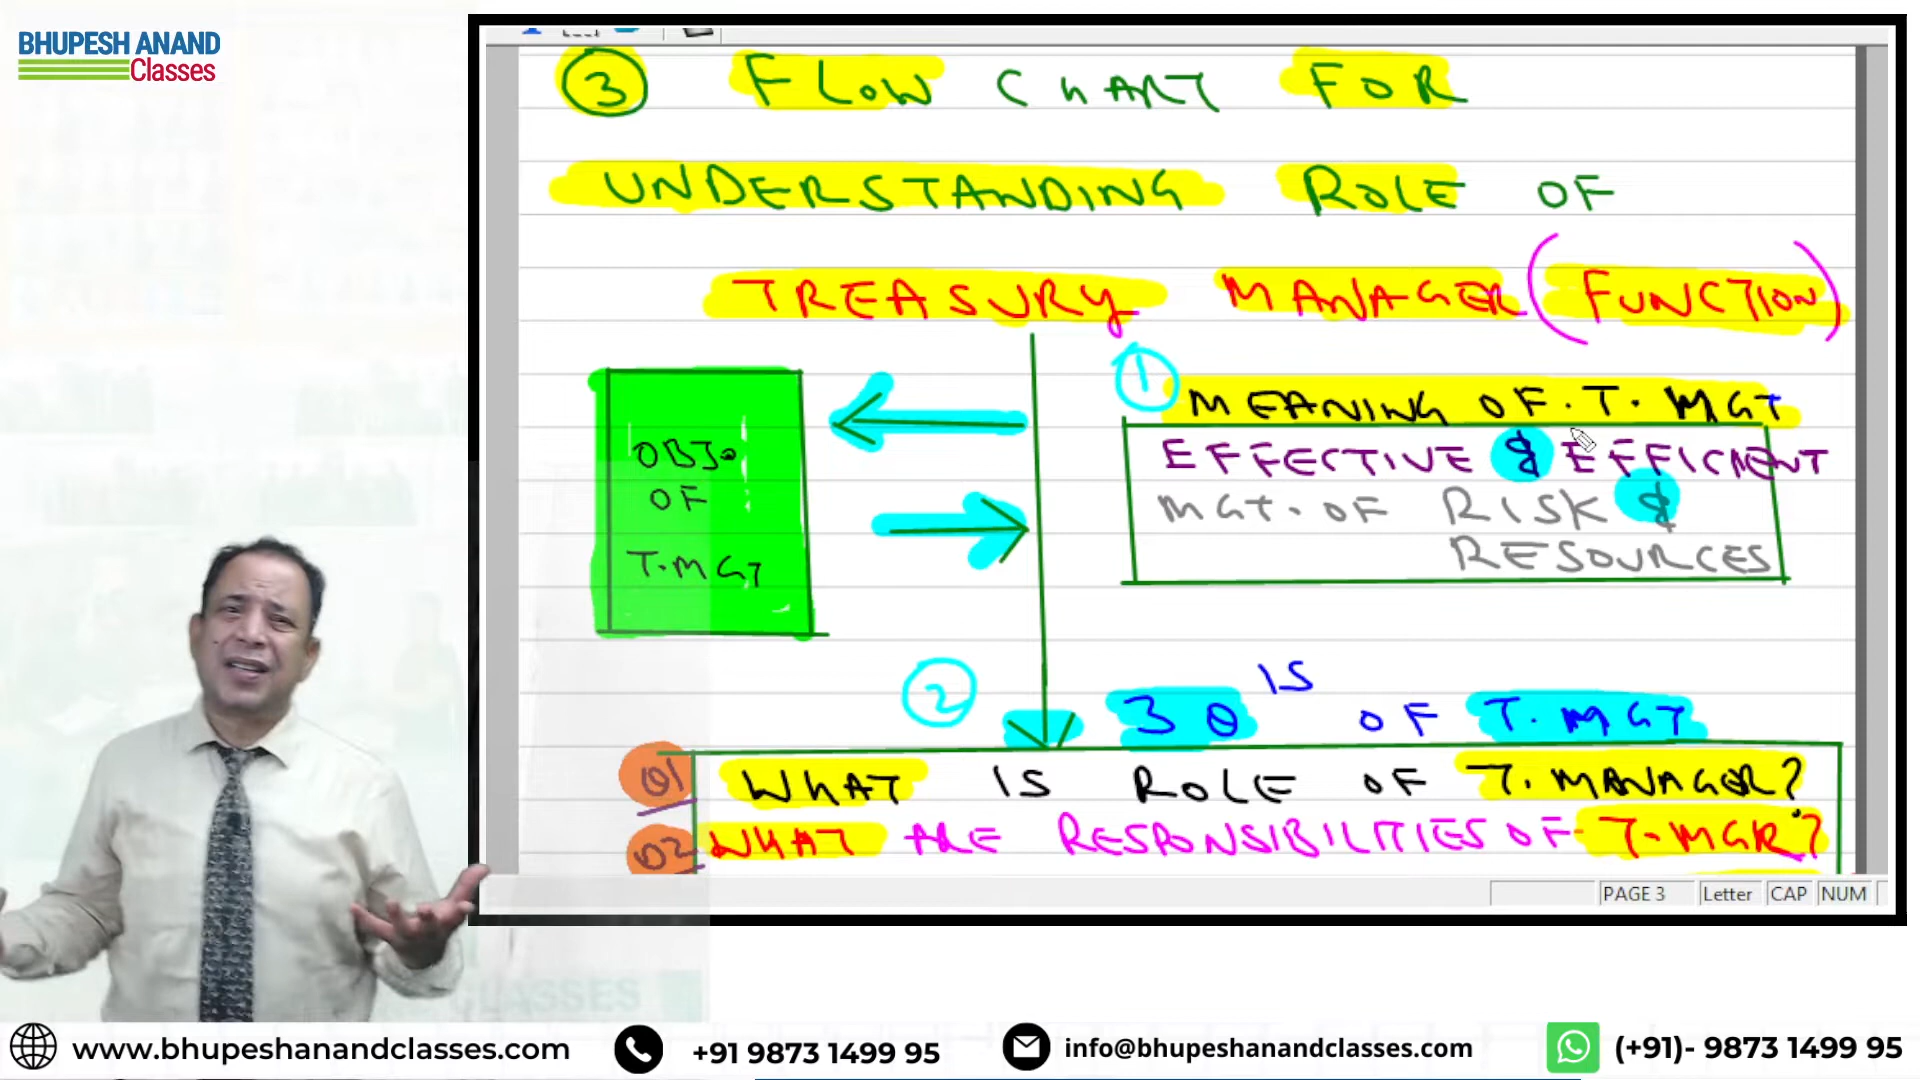 BHUPESH ANAND
Classes
3 FLOW CHART FOR
UNDERSTANDING ROLE OF
TREASURY MANAGER (FUNCTION)
1 MEANING OF T. MGT
EFFECTIVE & EFFICIENT
MGT. OF RISK &
RESOURCES
OBJ.
OF
T.MGT
2 3 Q IS OF T. MGT
Q1 WHAT IS ROLE OF T. MANAGER?
Q2 WHAT ARE RESPONSIBILITIES OF T.MGR?
PAGE 3 Letter CAP NUM
CLASSES
www.bhupeshanandclasses.com +91 9873 1499 95 info@bhupeshanandclasses.com (+91)- 9873 1499 95